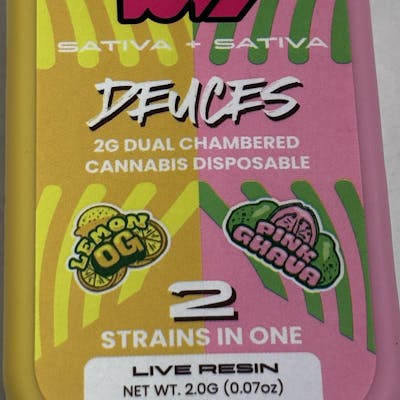 SATIVA + SATIVA
DEUCES
2G DUAL CHAMBERED
CANNABIS DISPOSABLE
LEMON
OG
PINK
GUAVA
2
STRAINS IN ONE
LIVE RESIN
NET WT. 2.0G (0.07oz)